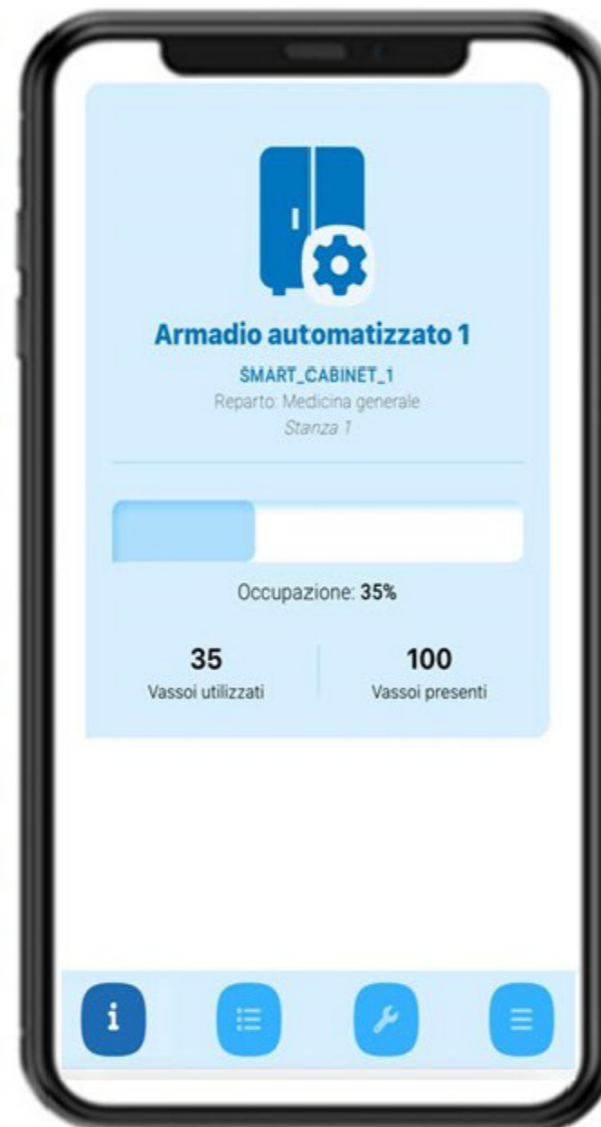 Armadio automatizzato 1
SMART_CABINET_1
Reparto: Medicina generale
Stanza 1
Occupazione: 35%
35
Vassoi utilizzati
100
Vassoi presenti